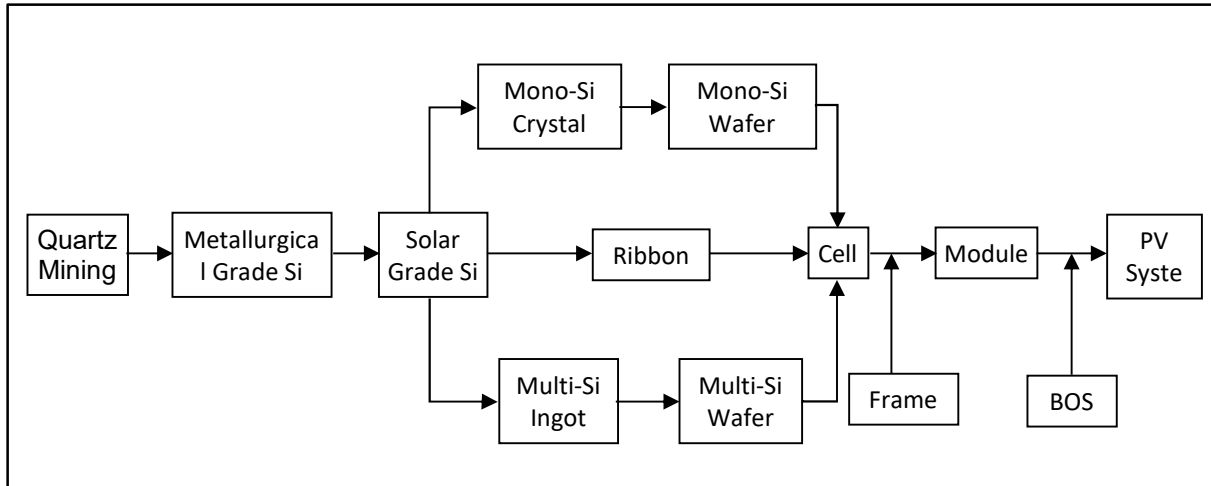 Quartz
Mining
Metallurgica
l Grade Si
Solar
Grade Si
Mono-Si
Crystal
Mono-Si
Wafer
Ribbon
Multi-Si
Ingot
Multi-Si
Wafer
Cell
Frame
Module
BOS
PV
Syste